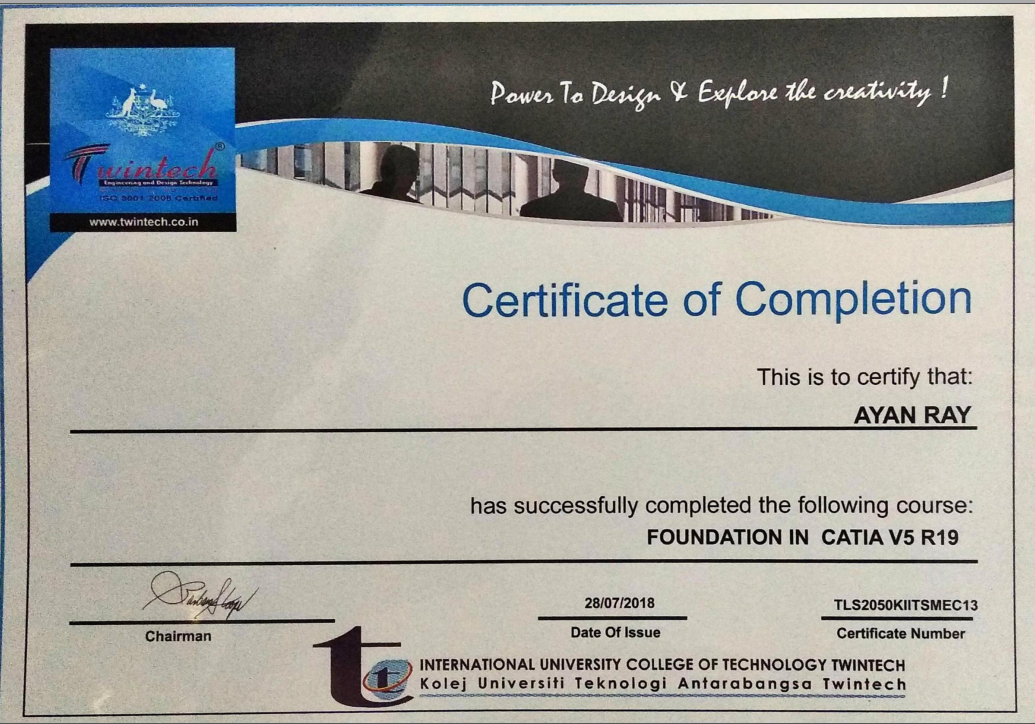 Power To Design & Explore the creativity !
Twintech®
Engineering and Design Technology
ISO 9001 2008 Certified
www.twintech.co.in
Certificate of Completion
This is to certify that:
AYAN RAY
has successfully completed the following course:
FOUNDATION IN CATIA V5 R19
28/07/2018
TLS2050KIITSMEC13
Chairman
Date Of Issue
Certificate Number
INTERNATIONAL UNIVERSITY COLLEGE OF TECHNOLOGY TWINTECH
Kolej Universiti Teknologi Antarabangsa Twintech